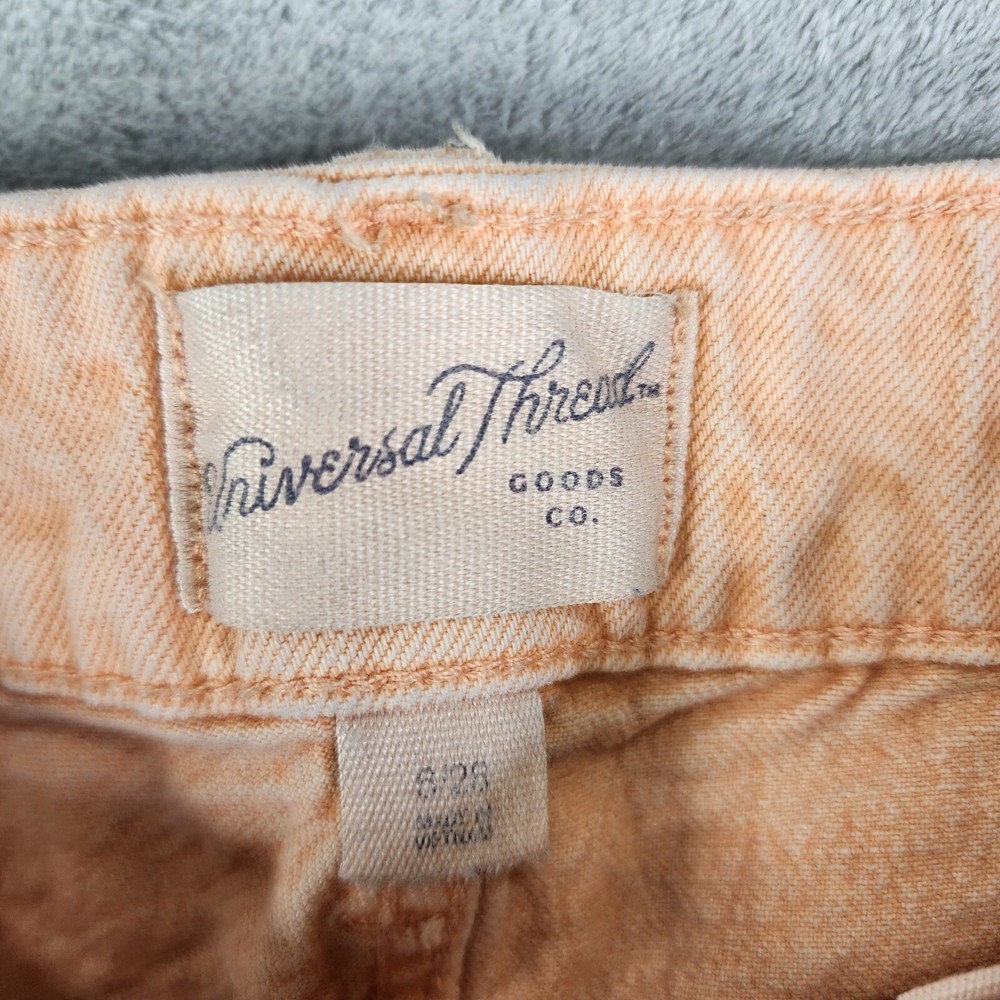 Universal Thread™
GOODS
CO.
6/28
MADE IN
VIETNAM